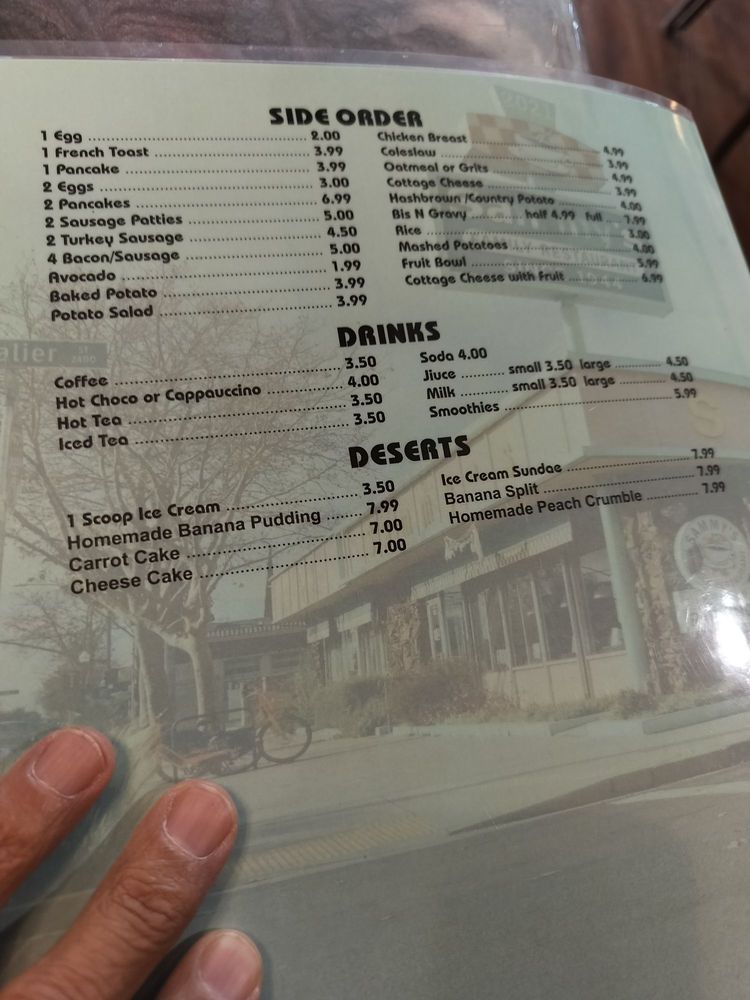 SIDE ORDER
1 Egg ........ 2.00
1 French Toast ........ 3.99
1 Pancake ........ 3.99
2 Eggs ........ 3.00
2 Pancakes ........ 6.99
2 Sausage Patties ........ 5.00
2 Turkey Sausage ........ 4.50
4 Bacon/Sausage ........ 5.00
Avocado ........ 1.99
Baked Potato ........ 3.99
Potato Salad ........ 3.99
Chicken Breast ........ 4.99
Coleslaw ........ 3.99
Oatmeal or Grits ........ 4.99
Cottage Cheese ........ 3.99
Hashbrown /Country Potato ........ 4.00
Bis N Gravy ........ half 4.99 full .... 7.99
Rice ........ 3.00
Mashed Potatoes ........ 4.00
Fruit Bowl ........ 5.99
Cottage Cheese with fruit ........ 6.99
DRINKS
Coffee ........ 3.50
Hot Choco or Cappauccino ........ 4.00
Hot Tea ........ 3.50
Iced Tea ........ 3.50
Soda 4.00
Jiuce ........ small 3.50 large ........ 4.50
Milk ........ small 3.50 large ........ 4.50
Smoothies ........ 5.99
DESERTS
1 Scoop Ice Cream ........ 3.50
Homemade Banana Pudding ........ 7.99
Carrot Cake ........ 7.00
Cheese Cake ........ 7.00
Ice Cream Sundae ........ 7.99
Banana Split ........ 7.99
Homemade Peach Crumble ........ 7.99
alier ST 2400